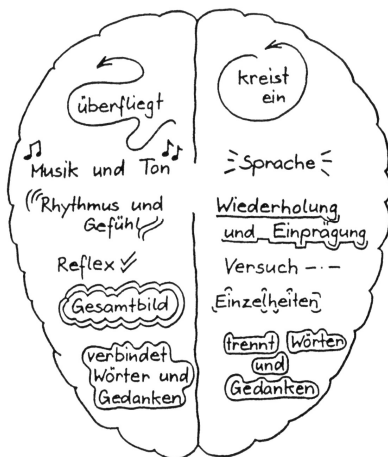 überfliegt
Musik und Ton
Rhythmus und
Gefühl
Reflex
Gesamtbild
verbindet
Wörter und
Gedanken
kreist
ein
Sprache
Wiederholung
und Einprägung
Versuch
Einzelheiten
trennt Wörter
und
Gedanken